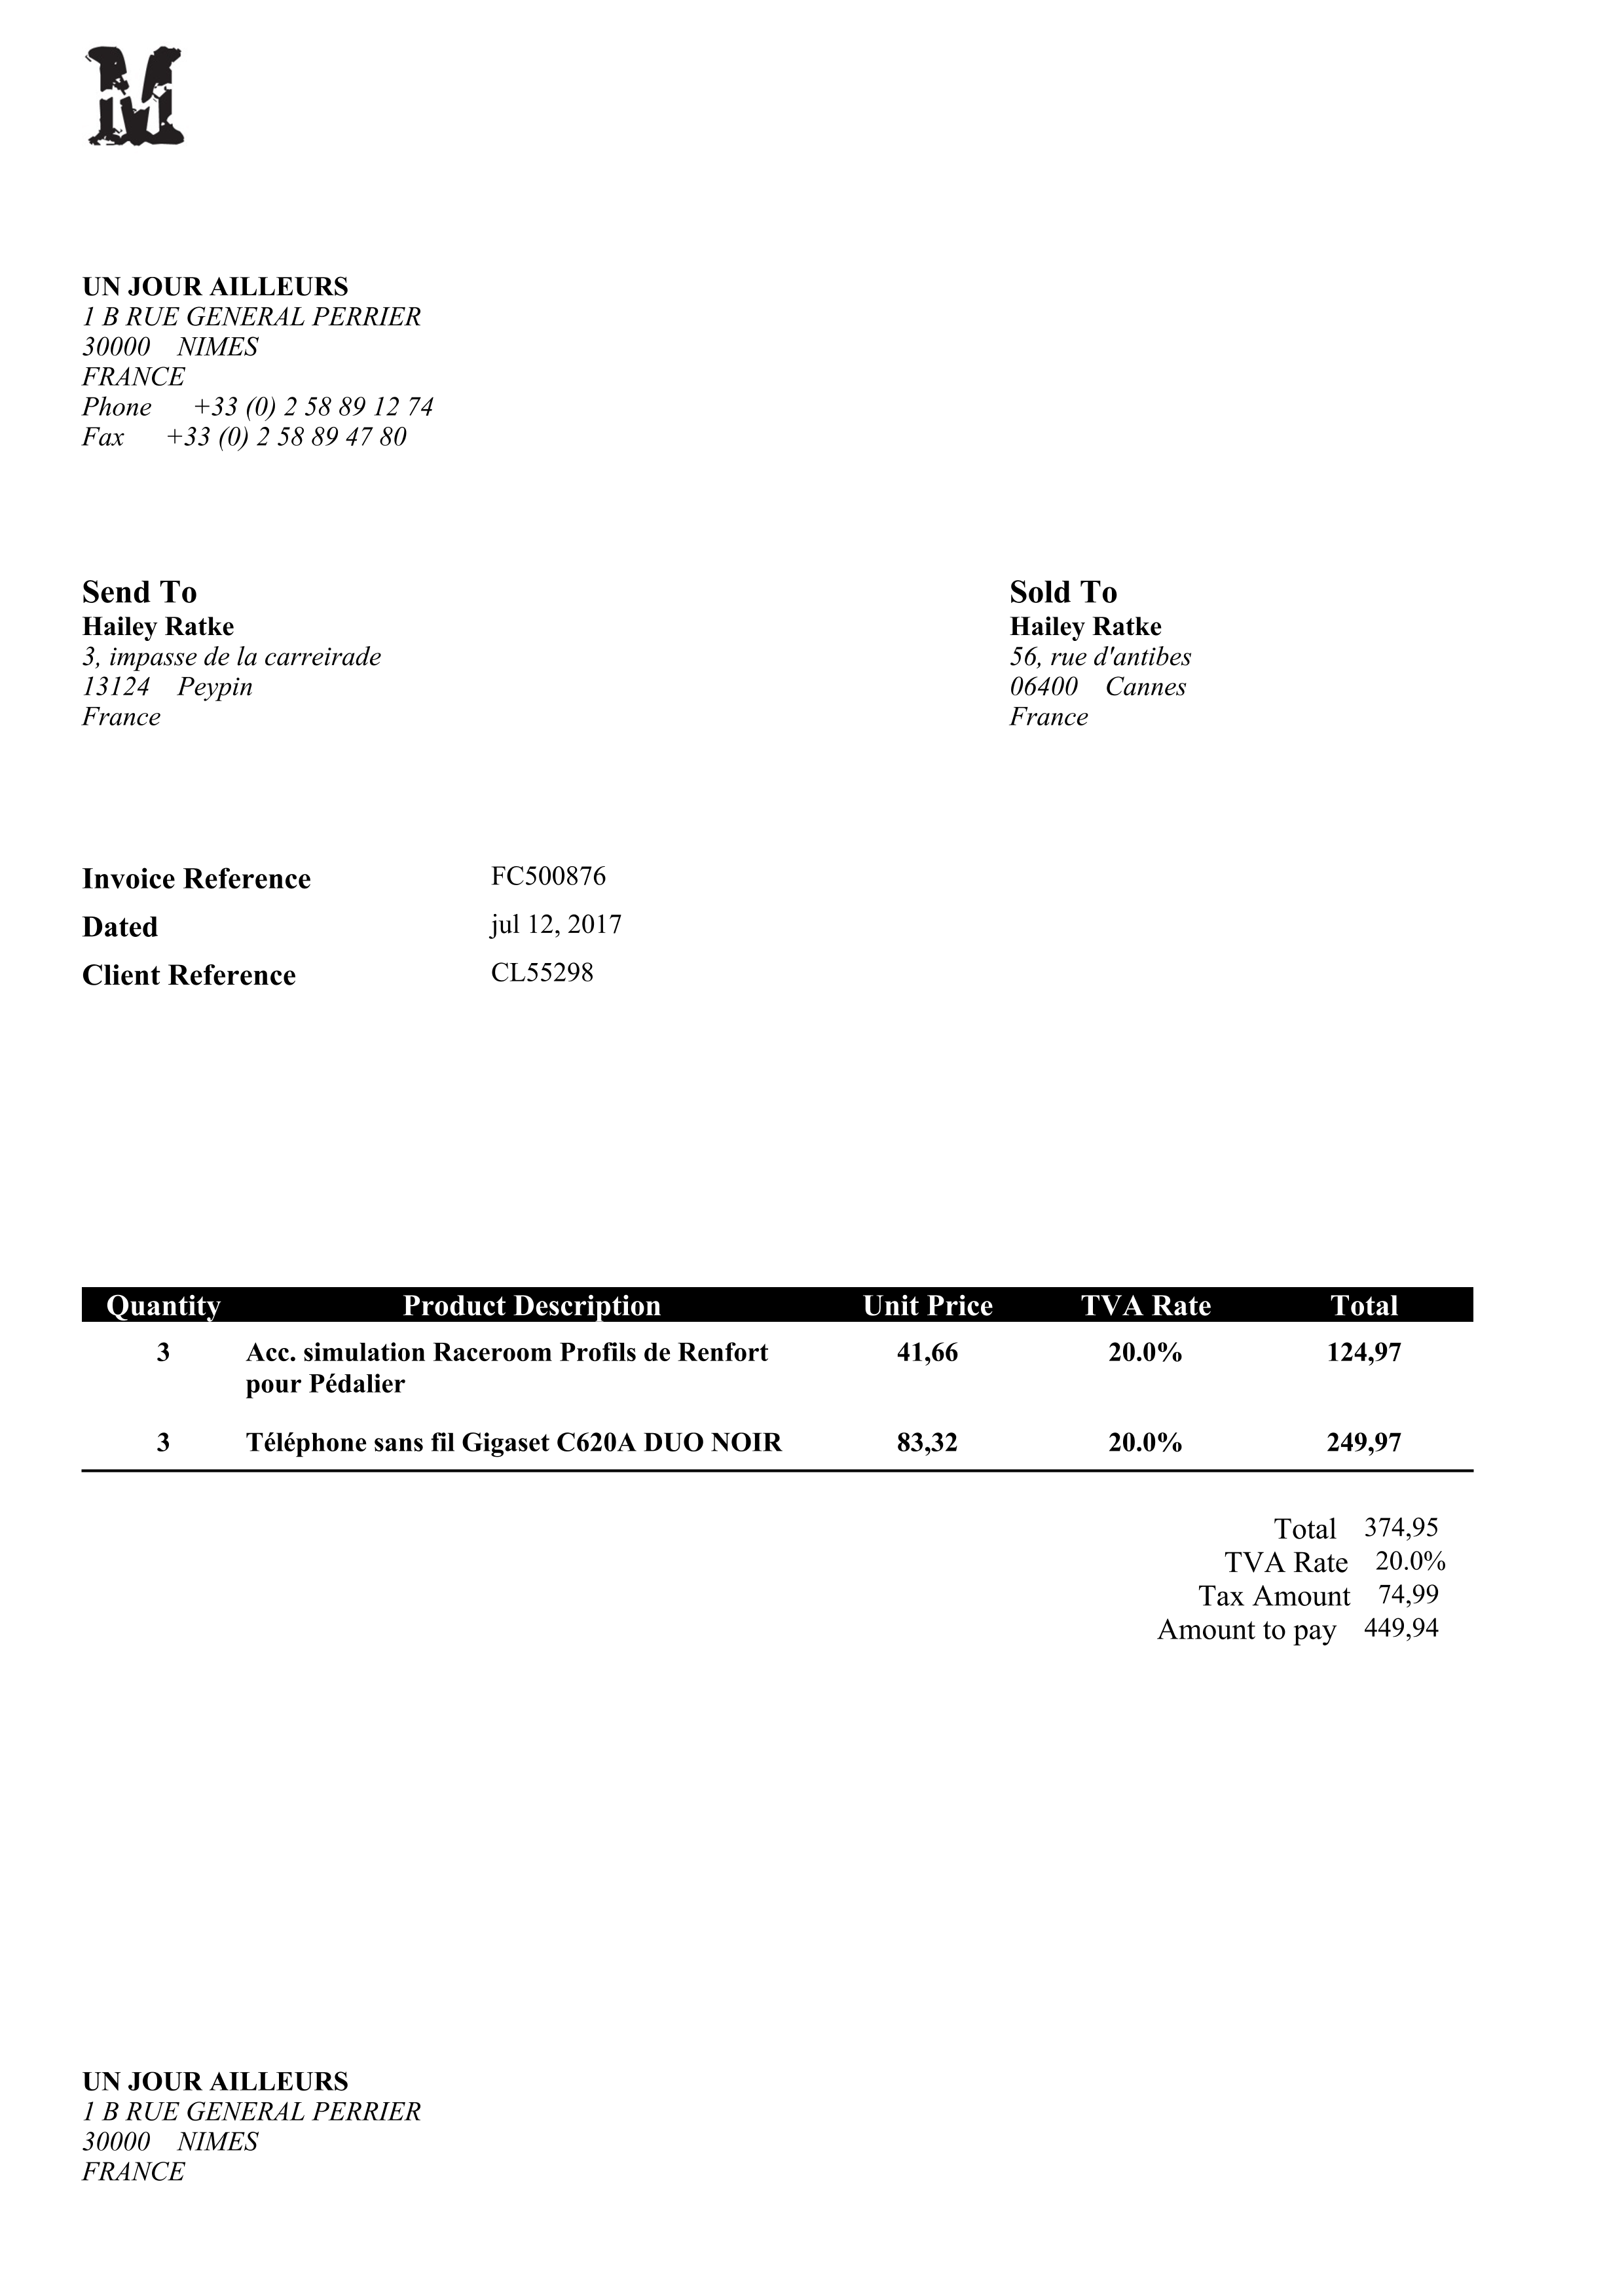 M
UN JOUR AILLEURS
1 B RUE GENERAL PERRIER
30000 NIMES
FRANCE
Phone +33 (0) 2 58 89 12 74
Fax +33 (0) 2 58 89 47 80
Send To
Hailey Ratke
3, impasse de la carreirade
13124 Peypin
France
Sold To
Hailey Ratke
56, rue d'antibes
06400 Cannes
France
Invoice Reference FC500876
Dated jul 12, 2017
Client Reference CL55298
Quantity Product Description Unit Price TVA Rate Total
3 Acc. simulation Raceroom Profils de Renfort 41,66 20.0% 124,97
pour Pédalier
3 Téléphone sans fil Gigaset C620A DUO NOIR 83,32 20.0% 249,97
Total 374,95
TVA Rate 20.0%
Tax Amount 74,99
Amount to pay 449,94
UN JOUR AILLEURS
1 B RUE GENERAL PERRIER
30000 NIMES
FRANCE